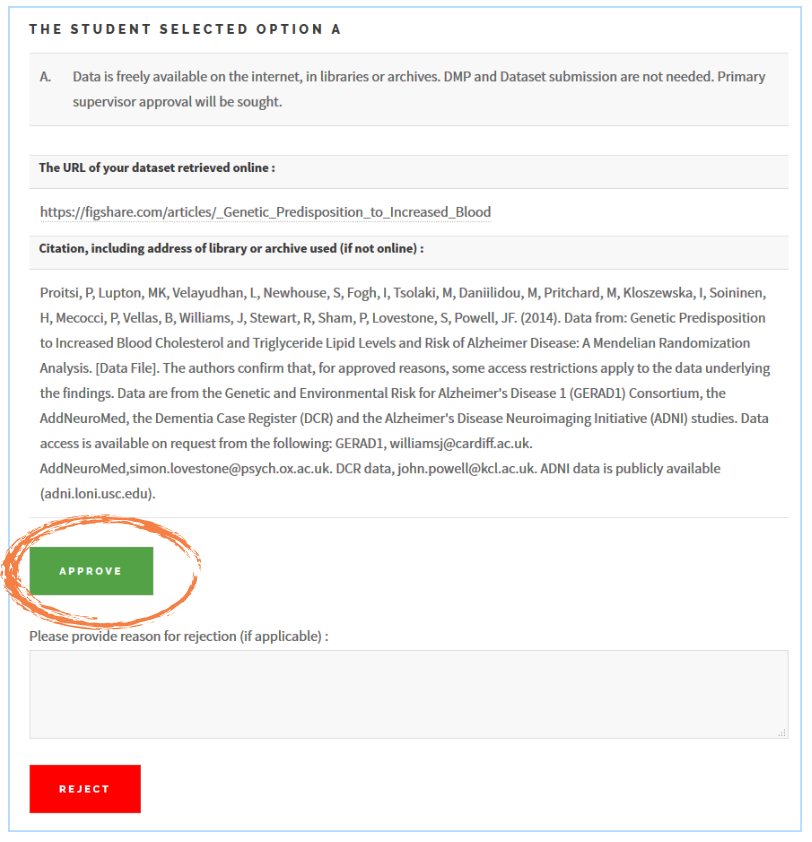 THE STUDENT SELECTED OPTION A
A. Data is freely available on the internet, in libraries or archives. DMP and Dataset submission are not needed. Primary
supervisor approval will be sought.
The URL of your dataset retrieved online :
https://figshare.com/articles/_Genetic_Predisposition_to_Increased_Blood
Citation, including address of library or archive used (if not online) :
Proitsi, P, Lupton, MK, Velayudhan, L, Newhouse, S, Fogh, I, Tsolaki, M, Daniilidou, M, Pritchard, M, Kloszewska, I, Soininen,
H, Mecocci, P, Vellas, B, Williams, J, Stewart, R, Sham, P, Lovestone, S, Powell, JF. (2014). Data from: Genetic Predisposition
to Increased Blood Cholesterol and Triglyceride Lipid Levels and Risk of Alzheimer Disease: A Mendelian Randomization
Analysis. [Data File]. The authors confirm that, for approved reasons, some access restrictions apply to the data underlying
the findings. Data are from the Genetic and Environmental Risk for Alzheimer's Disease 1 (GERAD1) Consortium, the
AddNeuroMed, the Dementia Case Register (DCR) and the Alzheimer's Disease Neuroimaging Initiative (ADNI) studies. Data
access is available on request from the following: GERAD1, williamsj@cardiff.ac.uk.
AddNeuroMed,simon.lovestone@psych.ox.ac.uk. DCR data, john.powell@kcl.ac.uk. ADNI data is publicly available
(adni.loni.usc.edu).
APPROVE
Please provide reason for rejection (if applicable) :
REJECT